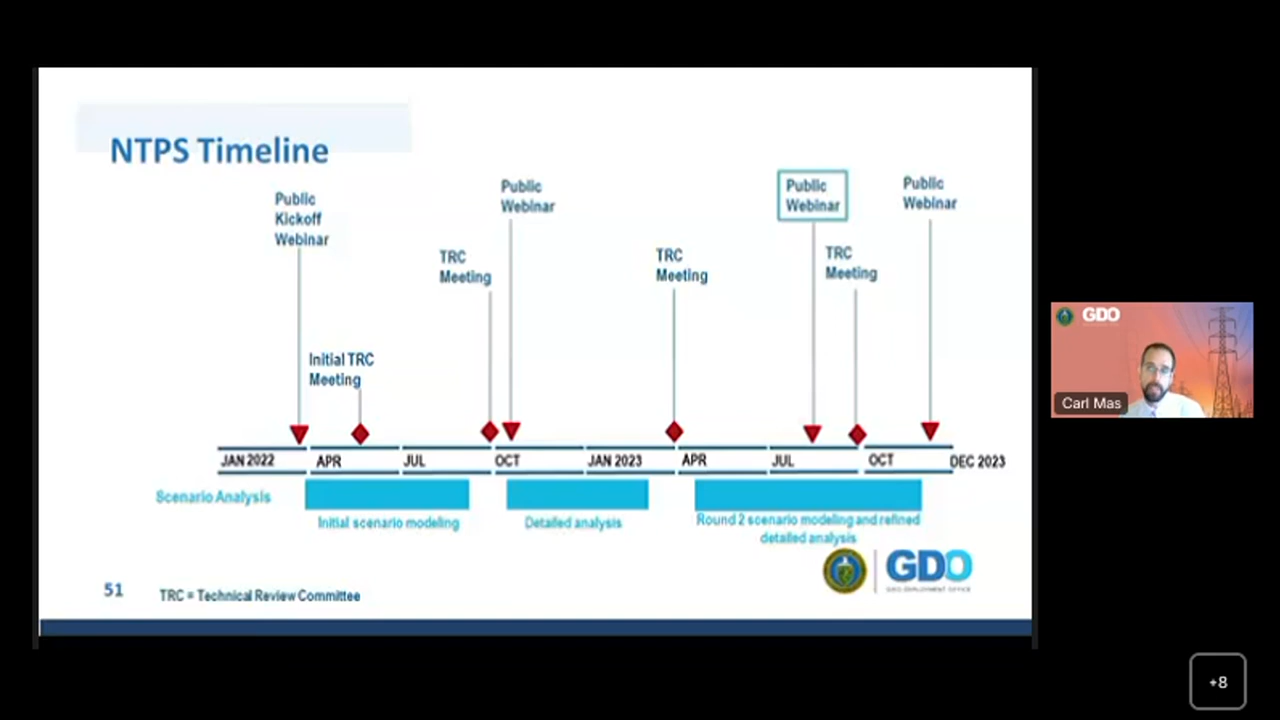 NTPS Timeline
Public
Kickoff
Webinar
Public
Webinar
Public
Webinar
Public
Webinar
TRC
Meeting
TRC
Meeting
TRC
Meeting
Initial TRC
Meeting
JAN 2022
APR
JUL
OCT
JAN 2023
APR
JUL
OCT
DEC 2023
Scenario Analysis
Initial scenario modeling
Detailed analysis
Round 2 scenario modeling and refined
detailed analysis
51
TRC = Technical Review Committee
GDO
GRID DEPLOYMENT OFFICE
GDO
Carl Mas
+8